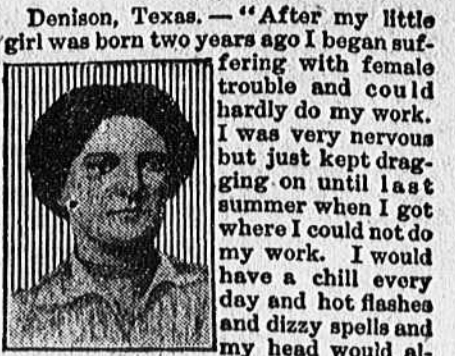 Denison, Texas. — "After my little
girl was born two years ago I began suf-
fering with female
trouble and could
hardly do my work.
I was very nervous
but just kept drag-
ging on until last
summer when I got
where I could not do
my work. I would
have a chill every
day and hot flashes
and dizzy spells and
my head would al-